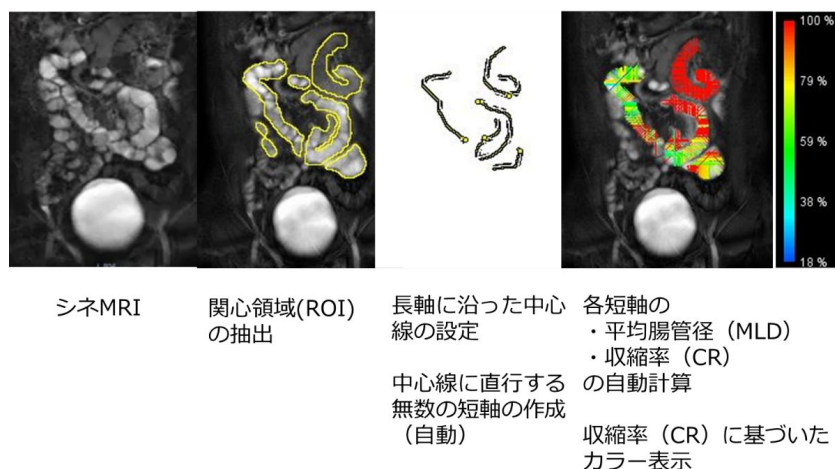 100 %
79 %
59 %
38 %
18 %
シネMRI
関心領域(ROI)
の抽出
長軸に沿った中心
線の設定
中心線に直行する
無数の短軸の作成
（自動）
各短軸の
・平均腸管径（MLD）
・収縮率（CR）
の自動計算
収縮率（CR）に基づいた
カラー表示